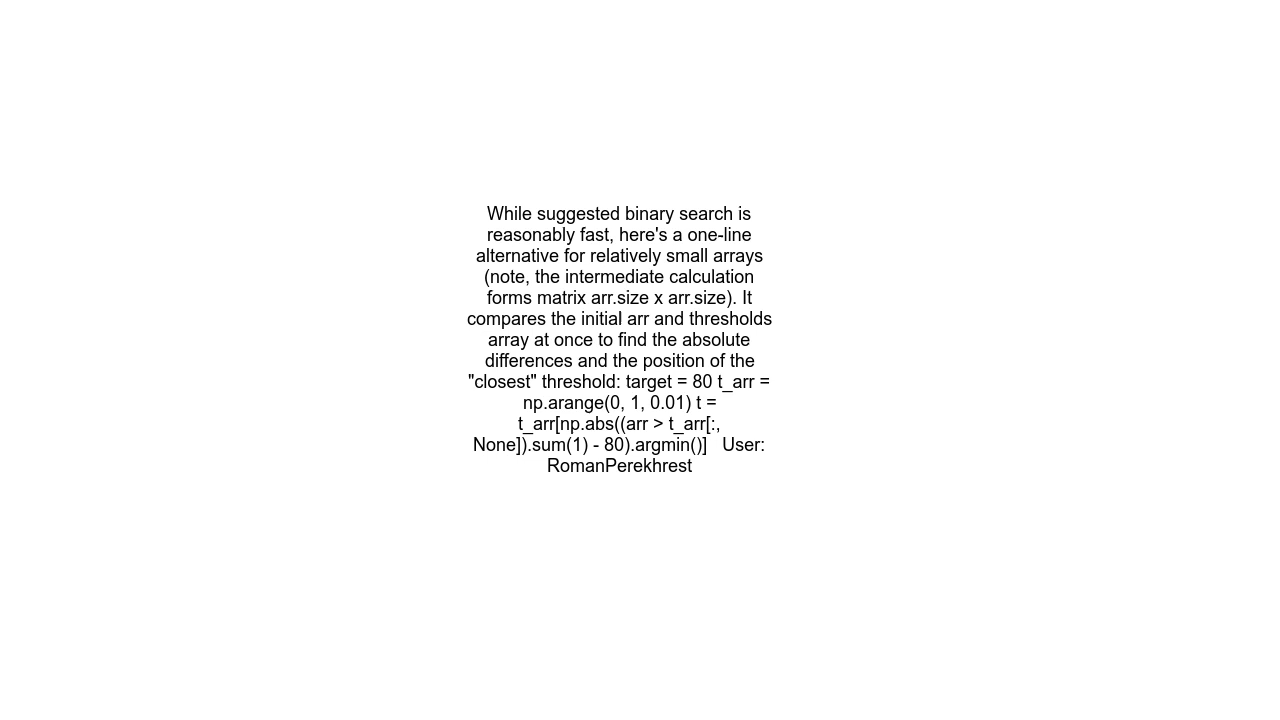 While suggested binary search is
reasonably fast, here's a one-line
alternative for relatively small arrays
(note, the intermediate calculation
forms matrix arr.size x arr.size). It
compares the initial arr and thresholds
array at once to find the absolute
differences and the position of the
"closest" threshold: target = 80 t_arr =
np.arange(0, 1, 0.01) t =
t_arr[np.abs((arr > t_arr[:,
None]).sum(1) - 80).argmin()]   User:
RomanPerekhrest